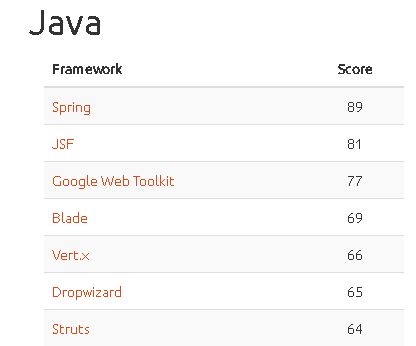 Java
Framework Score
Spring 89
JSF 81
Google Web Toolkit 77
Blade 69
Vert.x 66
Dropwizard 65
Struts 64